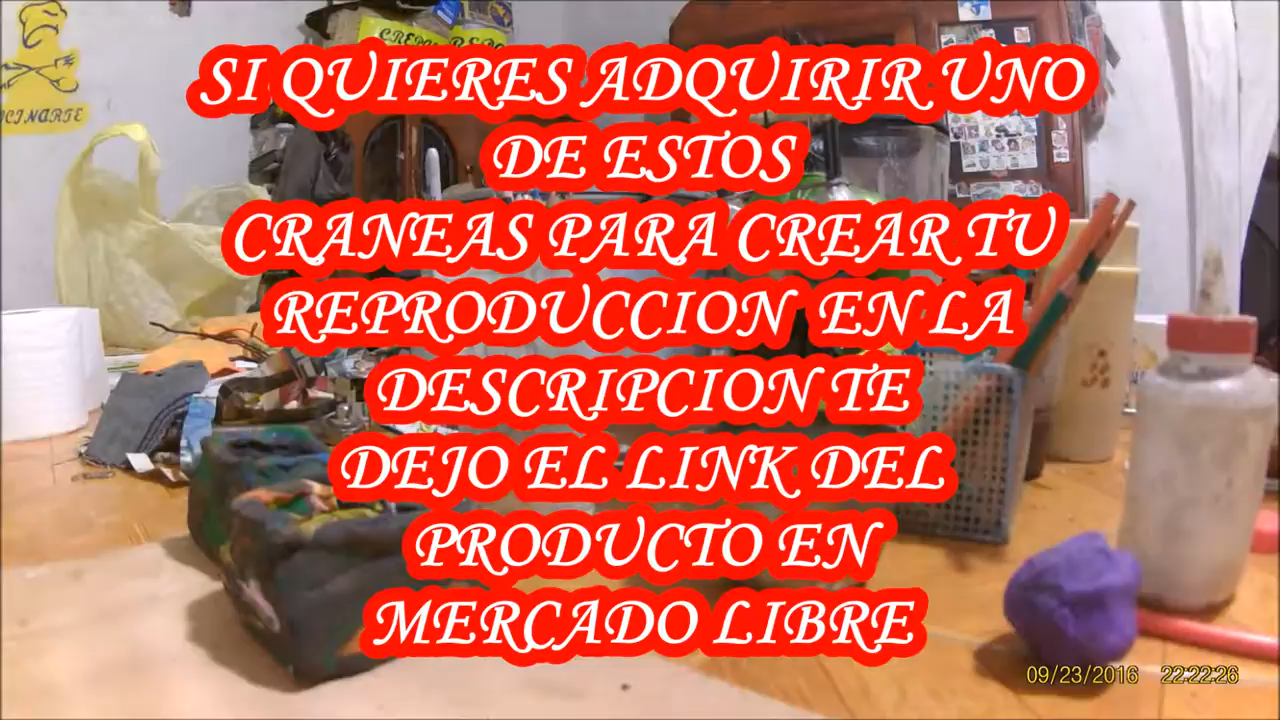 SI QUIERES ADQUIRIR UNO
DE ESTOS
CRANEAS PARA CREAR TU
REPRODUCCION EN LA
DESCRIPCION TE
DEJO EL LINK DEL
PRODUCTO EN
MERCADO LIBRE
09/23/2016 22:22:26